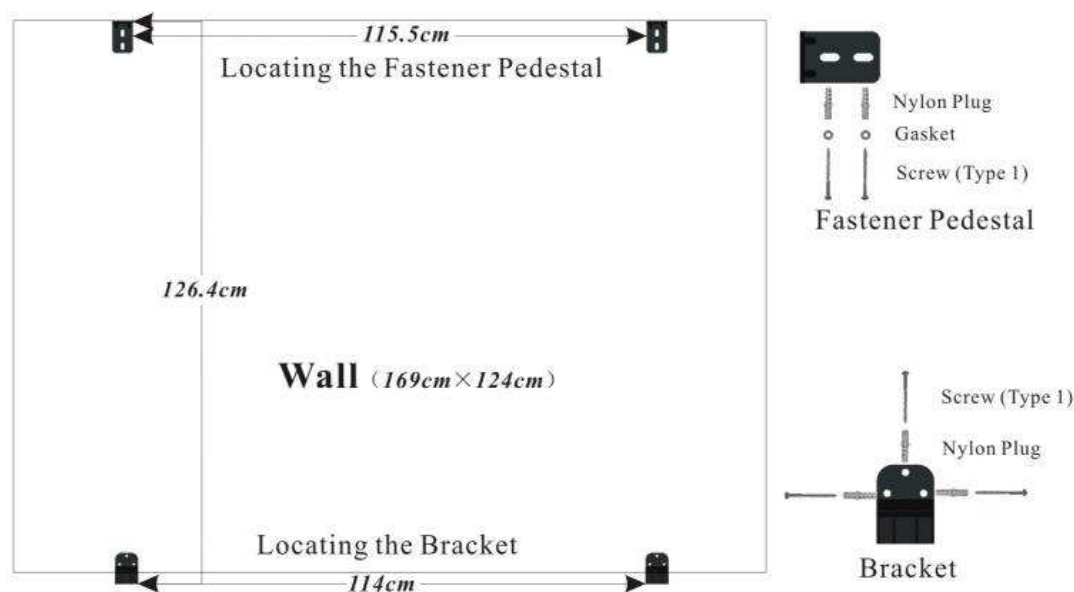 115.5cm
Locating the Fastener Pedestal
126.4cm
Wall (169cm×124cm)
Locating the Bracket
114cm
Nylon Plug
Gasket
Screw (Type 1)
Fastener Pedestal
Screw (Type 1)
Nylon Plug
Bracket